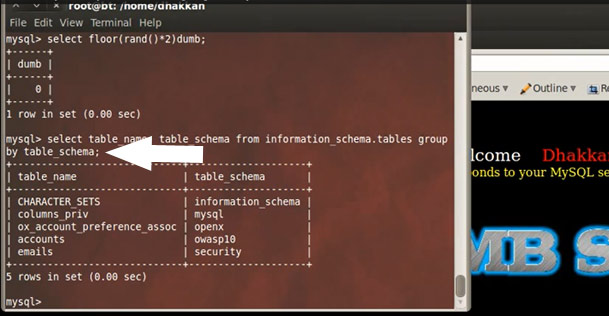 root@bt: /home/dhakkan
File Edit View Terminal Help
mysql> select floor(rand()*2)dumb;
+------+
| dumb |
+------+
|    0 |
+------+
1 row in set (0.00 sec)
mysql> select table_name, table_schema from information_schema.tables group
by table_schema;
+----------------------------+--------------------+
| table_name                 | table_schema       |
+----------------------------+--------------------+
| CHARACTER_SETS             | information_schema |
| columns_priv               | mysql              |
| ox_account_preference_assoc | openx              |
| accounts                   | owasp10            |
| emails                     | security           |
+----------------------------+--------------------+
5 rows in set (0.00 sec)
mysql>
neous Outline Re
lcome Dhakkan
onds to your MySQL se
MB S